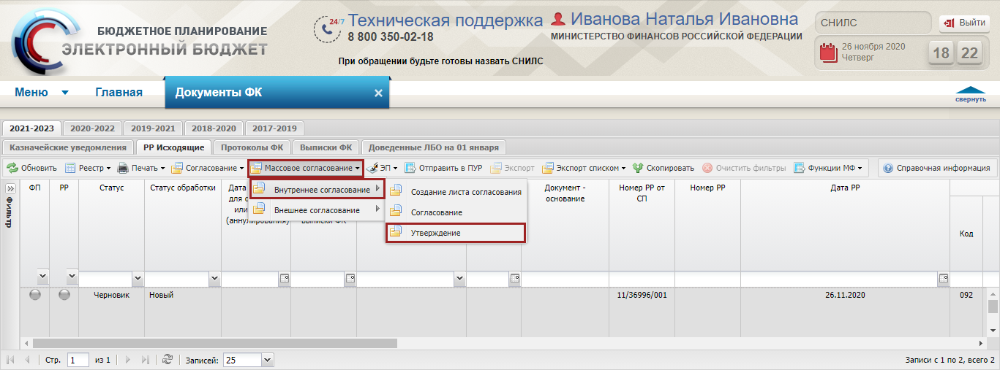 БЮДЖЕТНОЕ ПЛАНИРОВАНИЕ
ЭЛЕКТРОННЫЙ БЮДЖЕТ
24/7 Техническая поддержка
8 800 350-02-18
При обращении будьте готовы назвать СНИЛС
Иванова Наталья Ивановна
МИНИСТЕРСТВО ФИНАНСОВ РОССИЙСКОЙ ФЕДЕРАЦИИ
СНИЛС
Выйти
26 ноября 2020
Четверг
18 22
Меню Главная Документы ФК
свернуть
2021-2023 2020-2022 2019-2021 2018-2020 2017-2019
Казначейские уведомления РР Исходящие Протоколы ФК Выписки ФК Доведенные ЛБО на 01 января
Обновить Реестр Печать Согласование Массовое согласование ЭП Отправить в ПУР Экспорт Экспорт списком Скопировать Очистить фильтры Функции МФ Справочная информация
Внутреннее согласование
Внешнее согласование
Создание листа согласования
Согласование
Утверждение
Фильтр
ФП РР Статус Статус обработки
Дата
для о
или
(аннулирования)
выписки ФК
Документ -
основание
Номер РР от
СП
Номер РР
Дата РР
Код
Черновик Новый 11/36996/001 26.11.2020 092
Стр. 1 из 1 Записей: 25 Записи с 1 по 2, всего 2